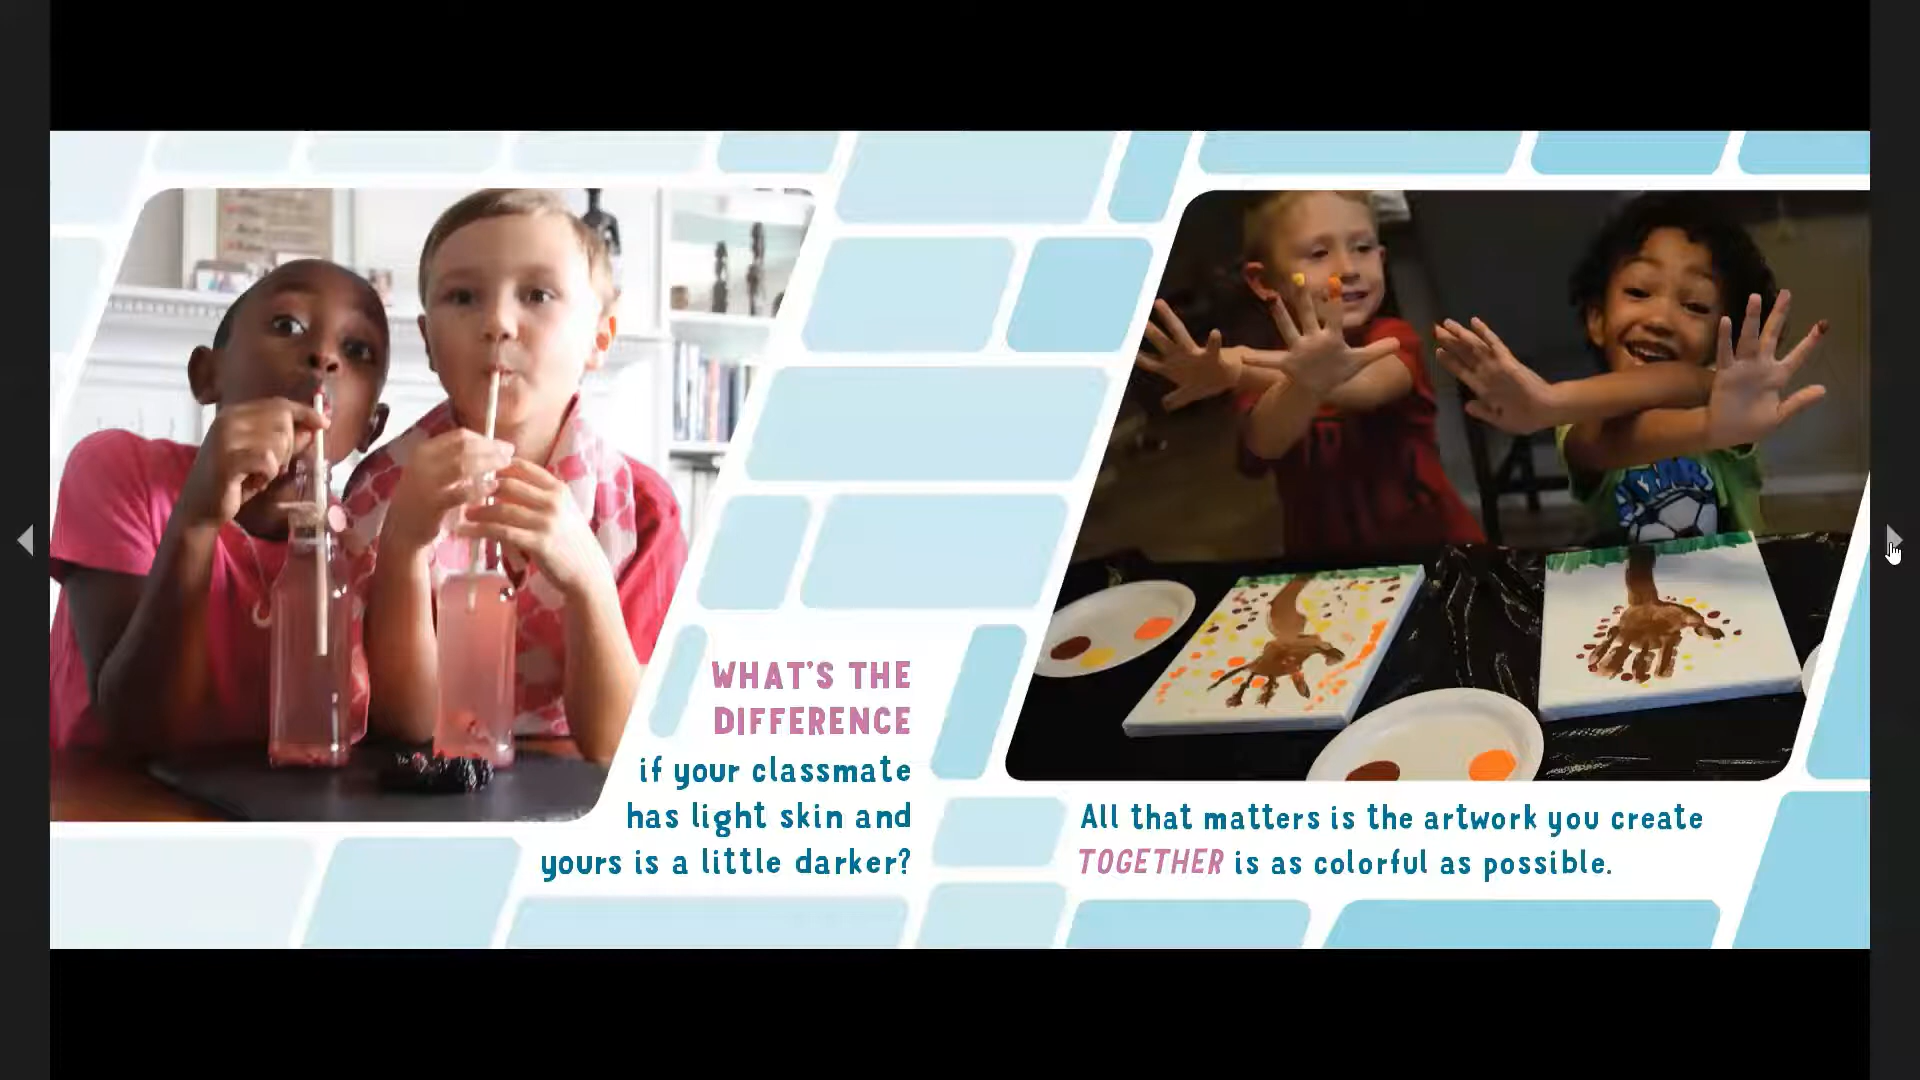 WHAT'S THE
DIFFERENCE
if your classmate
has light skin and
yours is a little darker?
All that matters is the artwork you create
TOGETHER is as colorful as possible.